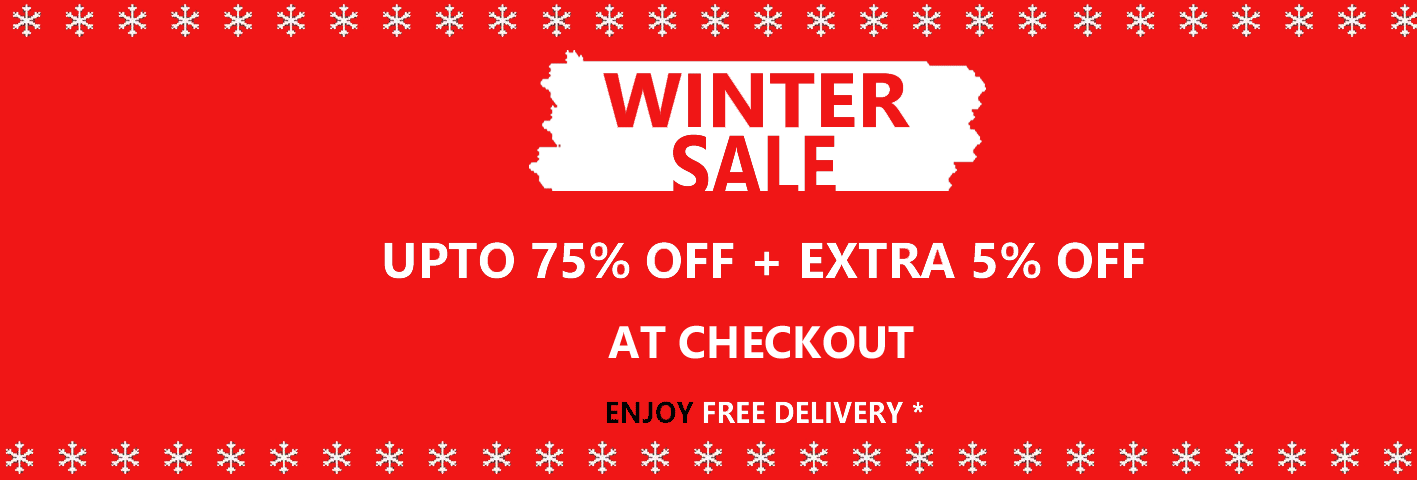 WINTER
SALE
UPTO 75% OFF + EXTRA 5% OFF
AT CHECKOUT
ENJOY FREE DELIVERY *